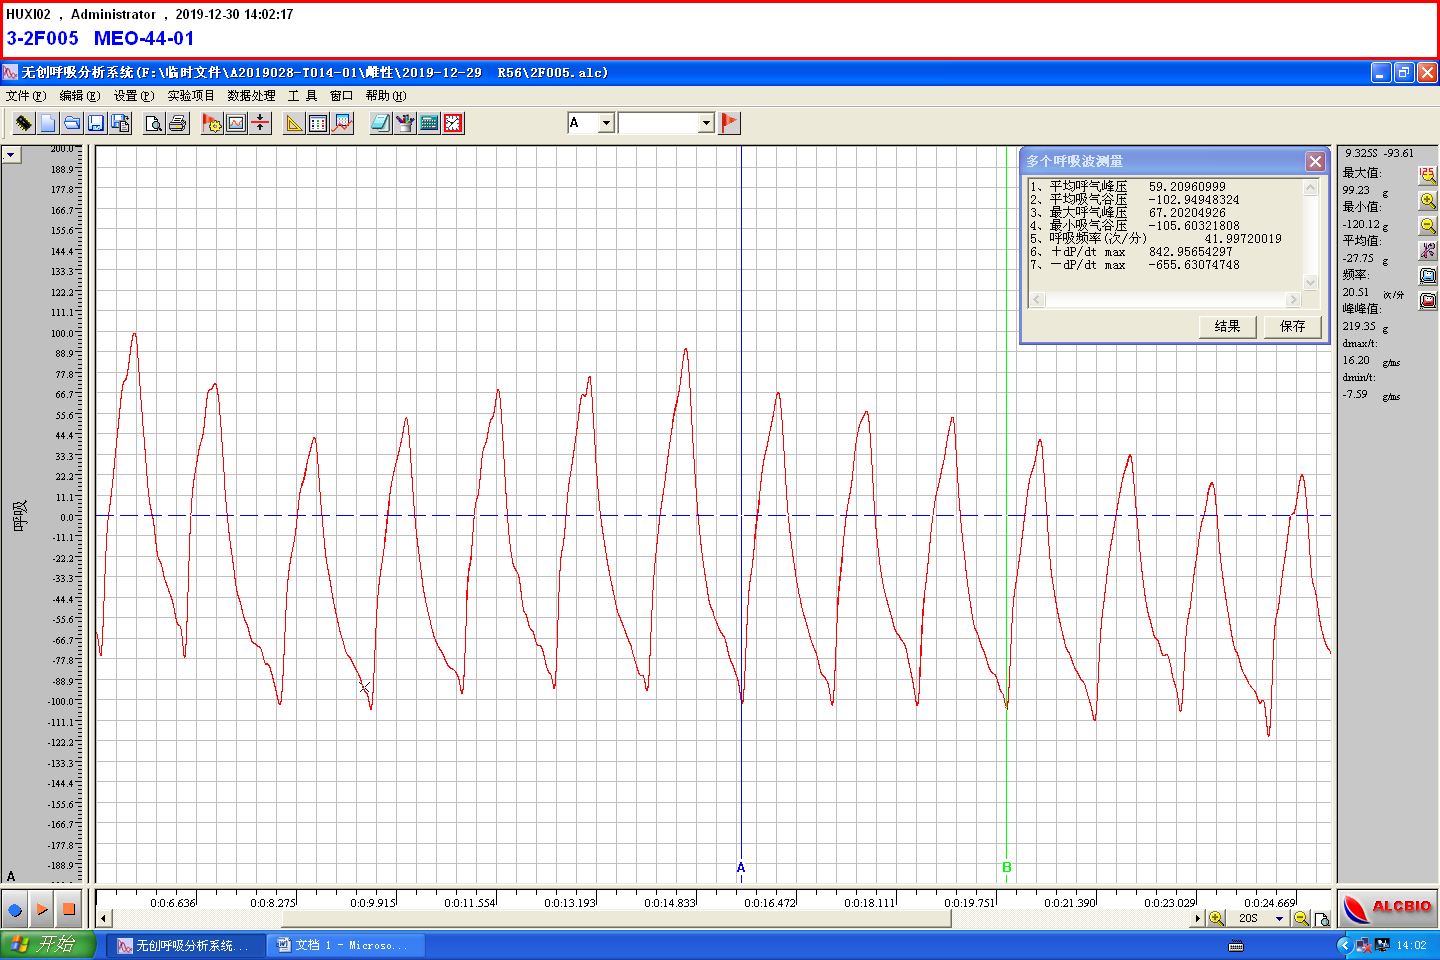 HUXI02 , Administrator , 2019-12-30 14:02:17
3-2F005 MEO-44-01
无创呼吸分析系统(F:\临时文件\A2019028-T014-01\雌性\2019-12-29 R56\2F005.alc)
文件(F) 编辑(E) 设置(P) 实验项目 数据处理 工 具 窗口 帮助(H)
A
200.0
188.9
177.8
166.7
155.6
144.4
133.3
122.2
111.1
100.0
88.9
77.8
66.7
55.6
44.4
33.3
22.2
11.1
0.0
-11.1
-22.2
-33.3
-44.4
-55.6
-66.7
-77.8
-88.9
-100.0
-111.1
-122.2
-133.3
-144.4
-155.6
-166.7
-177.8
-188.9
呼吸
A
多个呼吸波测量
1、平均呼气峰压 59.20960999
2、平均吸气谷压 -102.94948324
3、最大呼气峰压 67.20204926
4、最小吸气谷压 -105.60321808
5、呼吸频率(次/分) 41.99720019
6、＋dP/dt max 842.95654297
7、－dP/dt max -655.63074748
结果 保存
A B
9.325S -93.61
最大值:
99.23 g
最小值:
-120.12 g
平均值:
-27.75 g
频率:
20.51 次/分
峰峰值:
219.35 g
dmax/t:
16.20 g/ms
dmin/t:
-7.59 g/ms
125
0:0:6.636 0:0:8.275 0:0:9.915 0:0:11.554 0:0:13.193 0:0:14.833 0:0:16.472 0:0:18.111 0:0:19.751 0:0:21.390 0:0:23.029 0:0:24.669
20S
ALCBIO
开始 无创呼吸分析系统... 文档 1 - Microso... 14:02